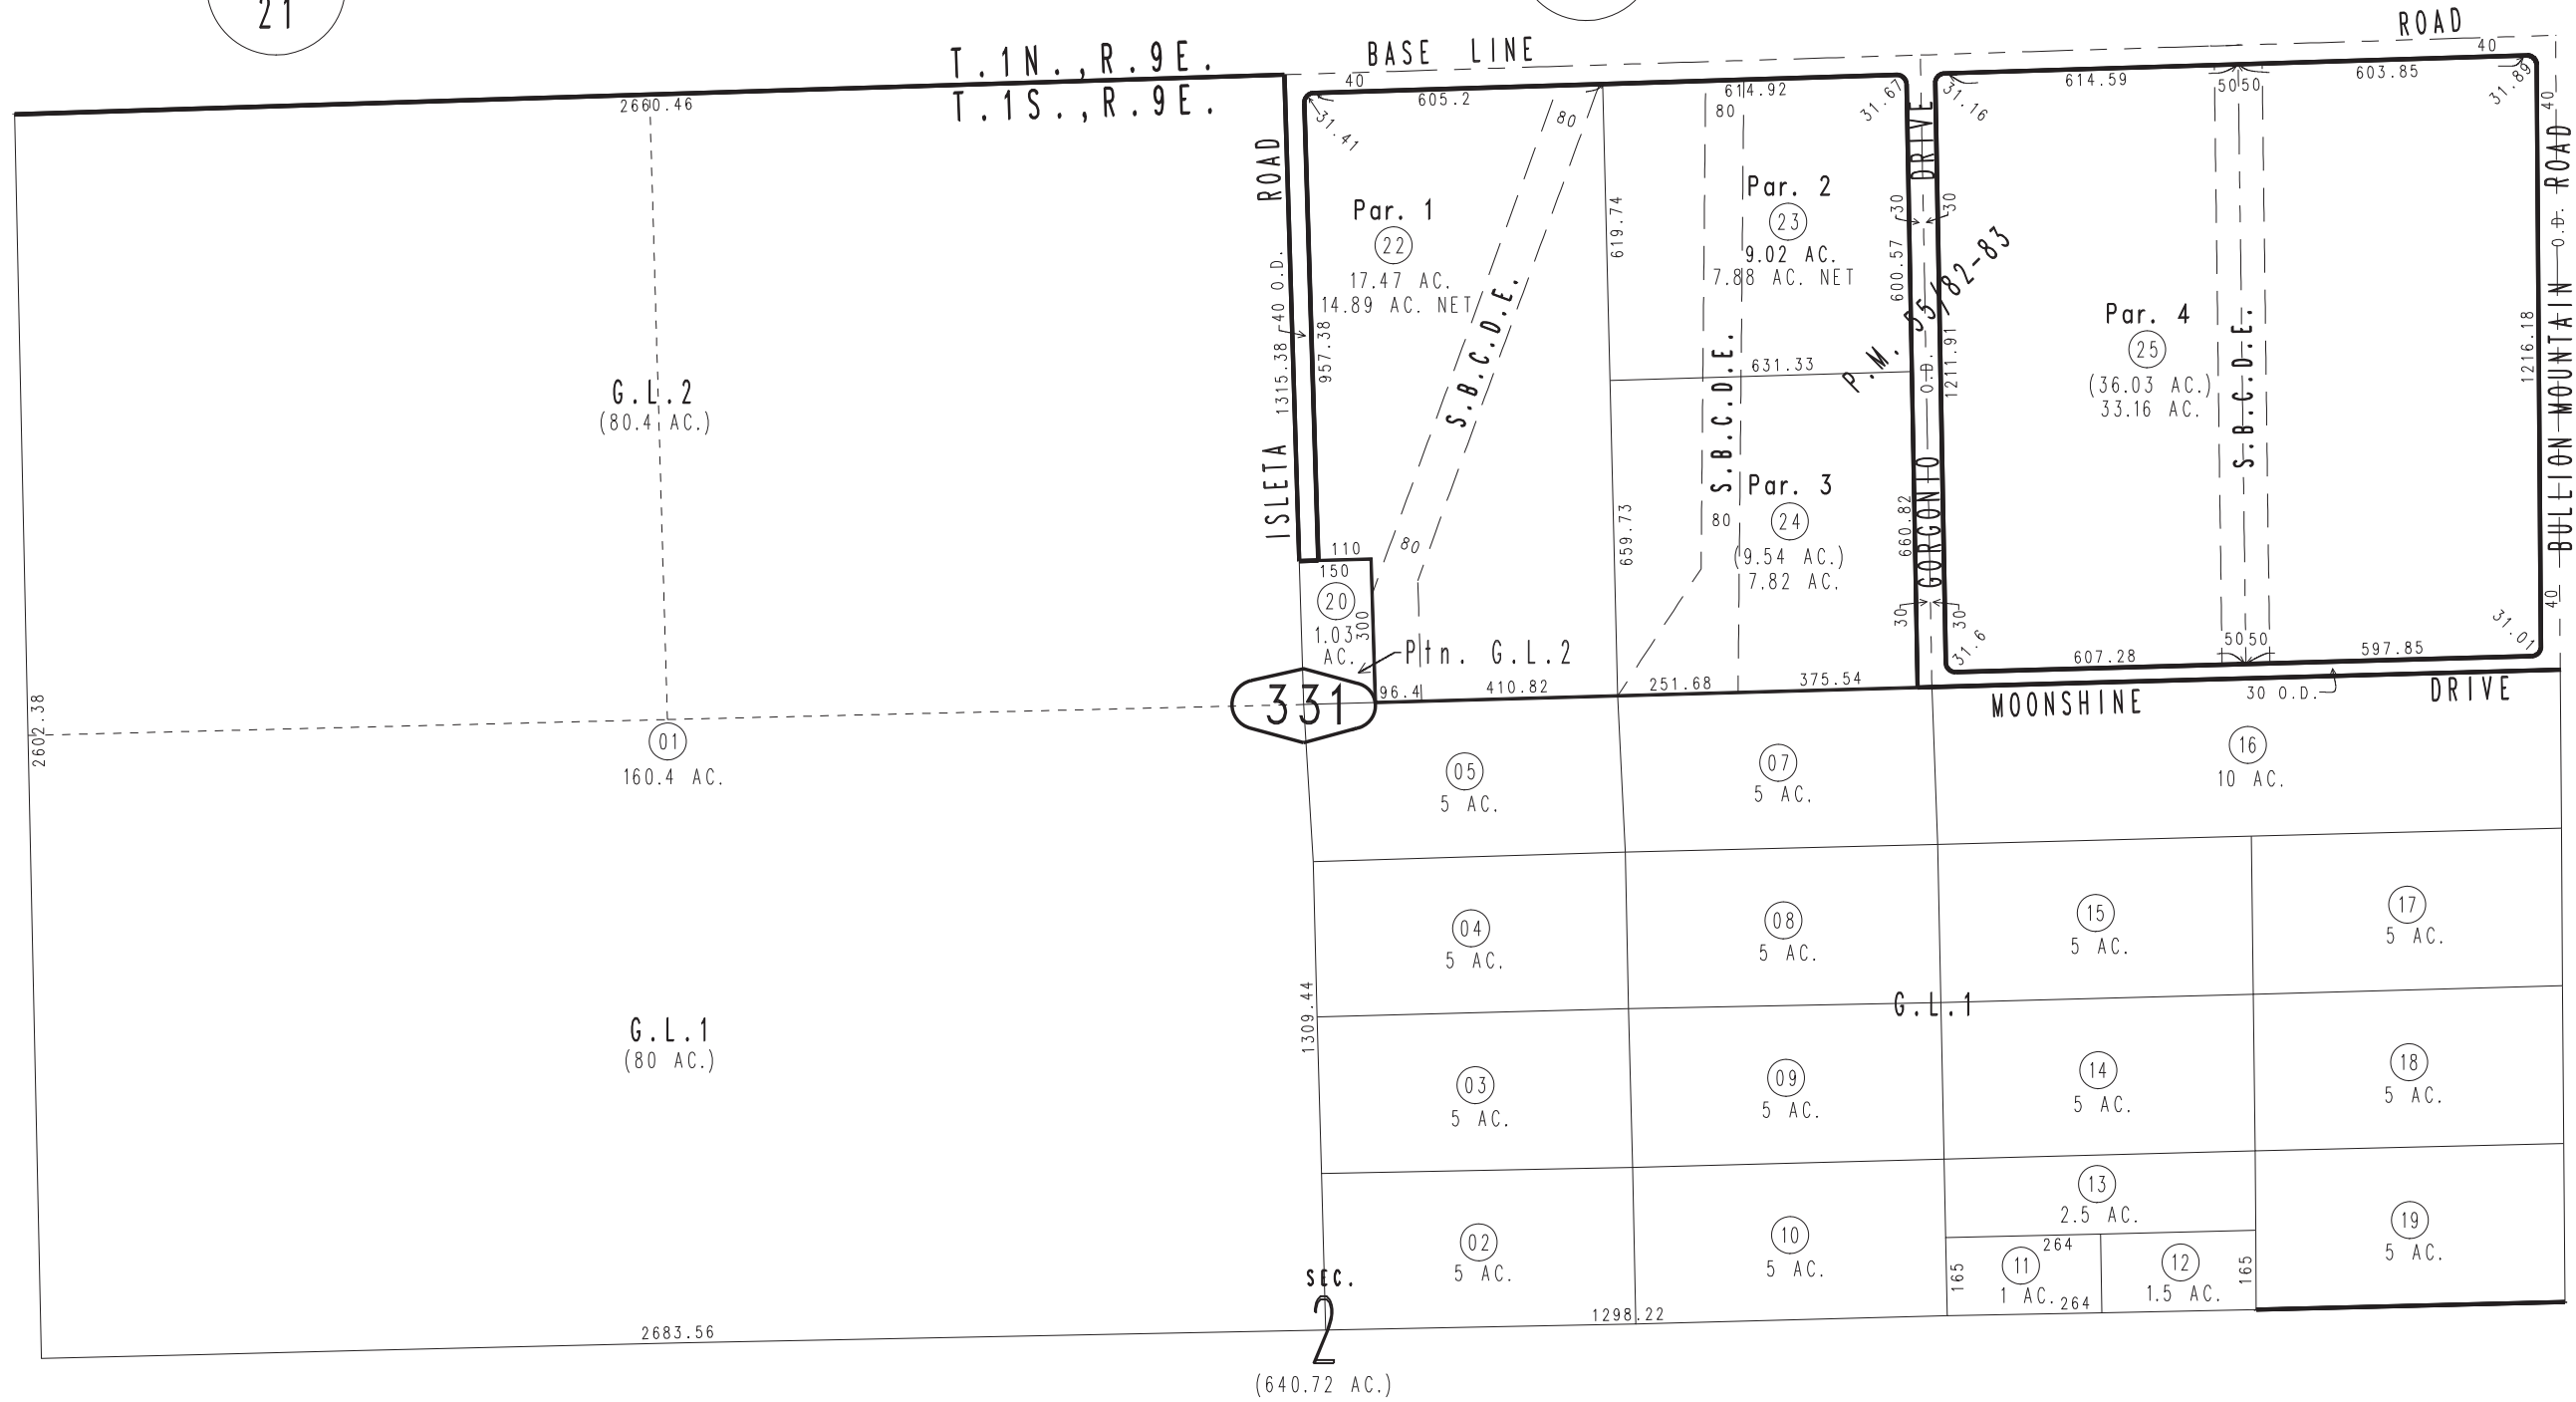 21
T.1N.,R.9E.
T.1S.,R.9E.
BASE LINE
ROAD
2660.46
40
605.2
614.92
614.59
603.85
40
31.41
80
80
31.67
31.16
5050
31.89
40
ROAD
DRIVE
ROAD
Par. 1
22
17.47 AC.
14.89 AC. NET
Par. 2
23
9.02 AC.
7.88 AC. NET
619.74
30
30
600.57
P.M. 55/82-83
O.D.
40 O.D.
1315.38
957.38
S.B.C.D.E.
S.B.C.D.E.
S.B.C.D.E.
631.33
O.D.
1211.91
Par. 4
25
(36.03 AC.)
33.16 AC.
1216.18
BULLION MOUNTAIN
G.L.2
(80.4 AC.)
ISLETA
Par. 3
24
(9.54 AC.)
7.82 AC.
80
80
659.73
660.82
GORGONIO
110
150
20
1.03
AC.
300
Ptn. G.L.2
30
30
31.6
5050
31.01
40
607.28
597.85
331
96.4
410.82
251.68
375.54
MOONSHINE
30 O.D.
DRIVE
2602.38
01
160.4 AC.
05
5 AC.
07
5 AC.
16
10 AC.
04
5 AC.
08
5 AC.
15
5 AC.
17
5 AC.
G.L.1
(80 AC.)
1309.44
G.L.1
03
5 AC.
09
5 AC.
14
5 AC.
18
5 AC.
13
2.5 AC.
02
5 AC.
10
5 AC.
19
5 AC.
264
165
11
1 AC.
264
12
1.5 AC.
165
SEC.
2
(640.72 AC.)
2683.56
1298.22